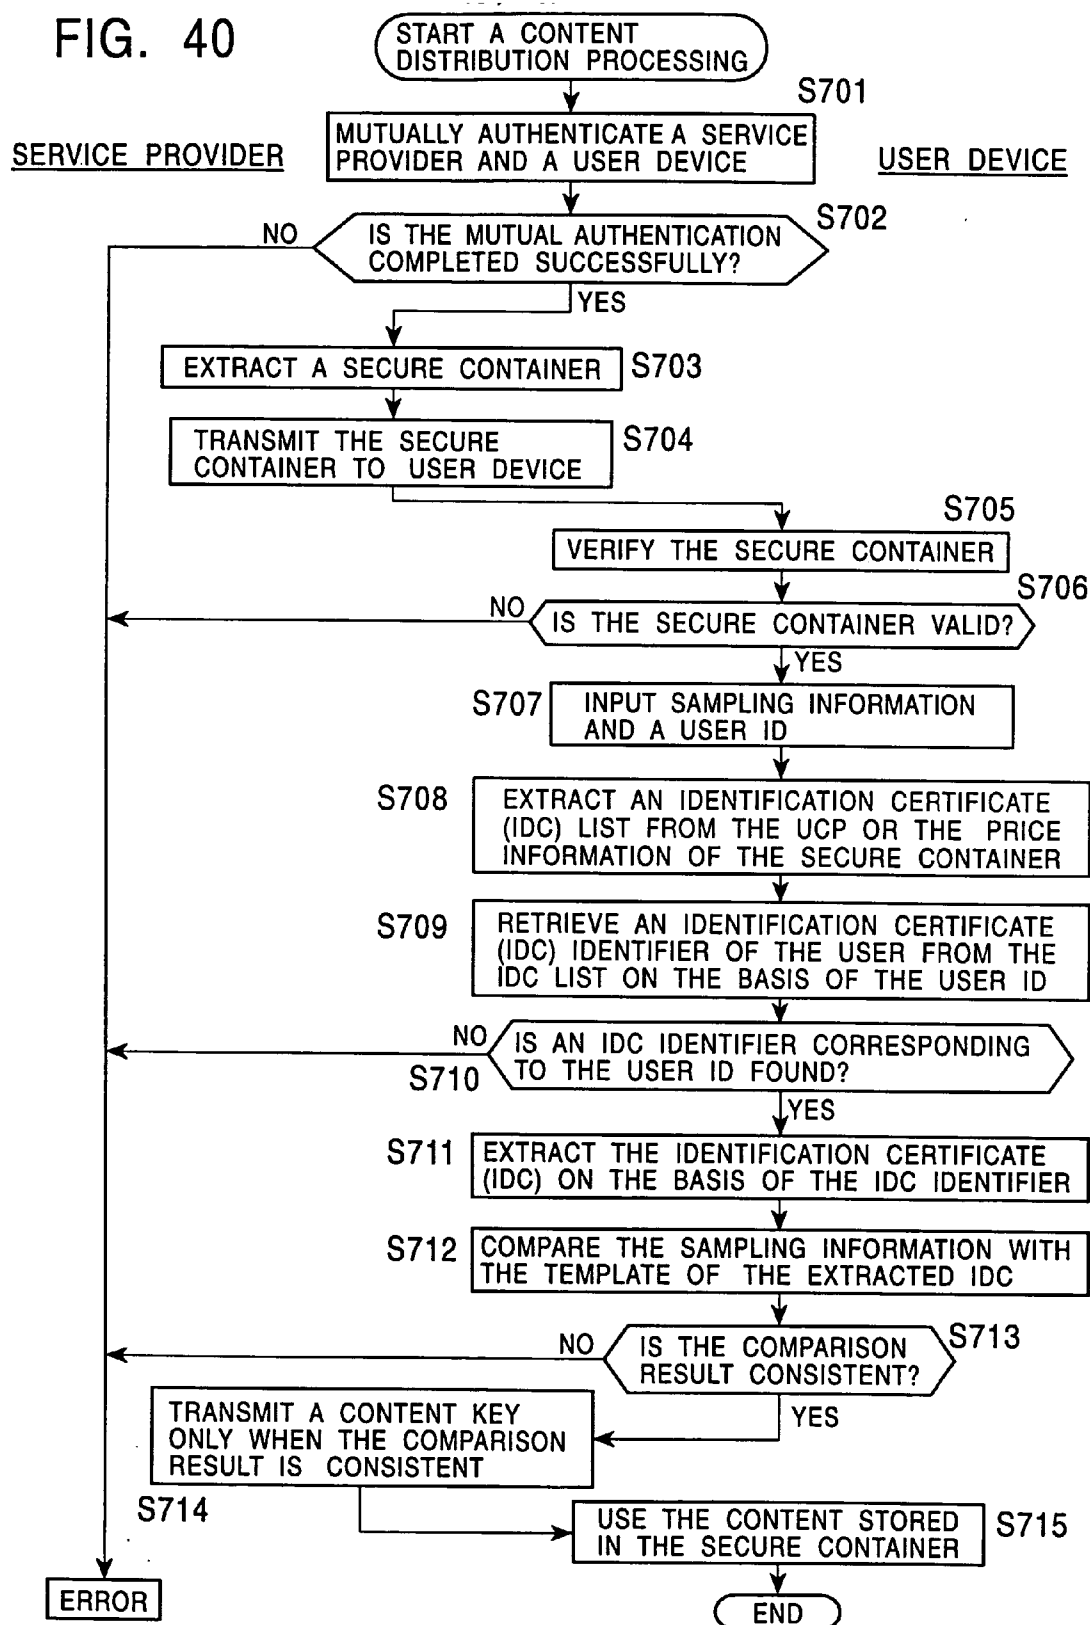 FIG. 40
START A CONTENT
DISTRIBUTION PROCESSING
S701
MUTUALLY AUTHENTICATE A SERVICE
PROVIDER AND A USER DEVICE
SERVICE PROVIDER
USER DEVICE
S702
NO
IS THE MUTUAL AUTHENTICATION
COMPLETED SUCCESSFULLY?
YES
EXTRACT A SECURE CONTAINER
S703
TRANSMIT THE SECURE
CONTAINER TO USER DEVICE
S704
S705
VERIFY THE SECURE CONTAINER
S706
NO
IS THE SECURE CONTAINER VALID?
YES
S707
INPUT SAMPLING INFORMATION
AND A USER ID
S708
EXTRACT AN IDENTIFICATION CERTIFICATE
(IDC) LIST FROM THE UCP OR THE PRICE
INFORMATION OF THE SECURE CONTAINER
S709
RETRIEVE AN IDENTIFICATION CERTIFICATE
(IDC) IDENTIFIER OF THE USER FROM THE
IDC LIST ON THE BASIS OF THE USER ID
NO
IS AN IDC IDENTIFIER CORRESPONDING
TO THE USER ID FOUND?
S710
YES
S711
EXTRACT THE IDENTIFICATION CERTIFICATE
(IDC) ON THE BASIS OF THE IDC IDENTIFIER
S712
COMPARE THE SAMPLING INFORMATION WITH
THE TEMPLATE OF THE EXTRACTED IDC
S713
NO
IS THE COMPARISON
RESULT CONSISTENT?
YES
TRANSMIT A CONTENT KEY
ONLY WHEN THE COMPARISON
RESULT IS CONSISTENT
S714
USE THE CONTENT STORED
IN THE SECURE CONTAINER
S715
ERROR
END